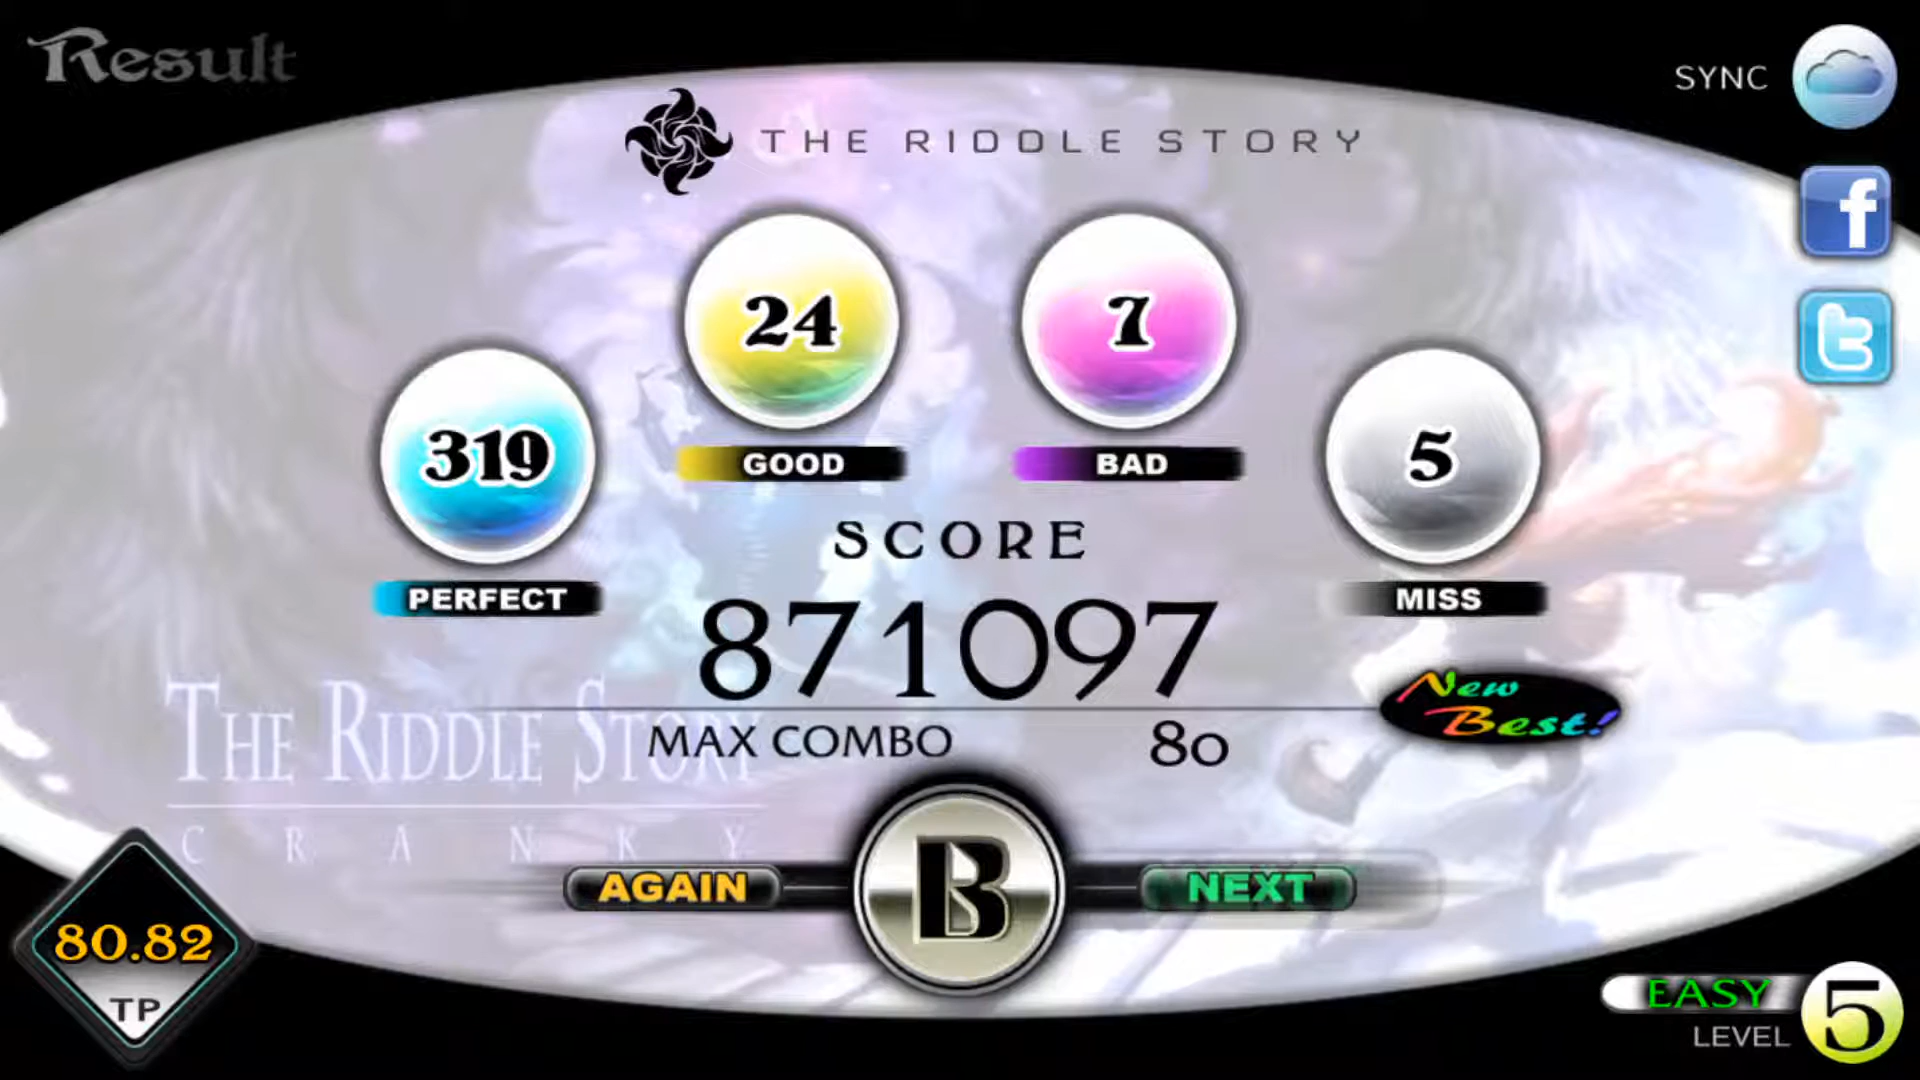 Result
SYNC
THE RIDDLE STORY
24
7
319
5
GOOD
BAD
SCORE
PERFECT
MISS
871097
New
Best!
THE RIDDLE STORY
MAX COMBO 80
CRANKY
AGAIN
B
NEXT
80.82
TP
EASY
5
LEVEL